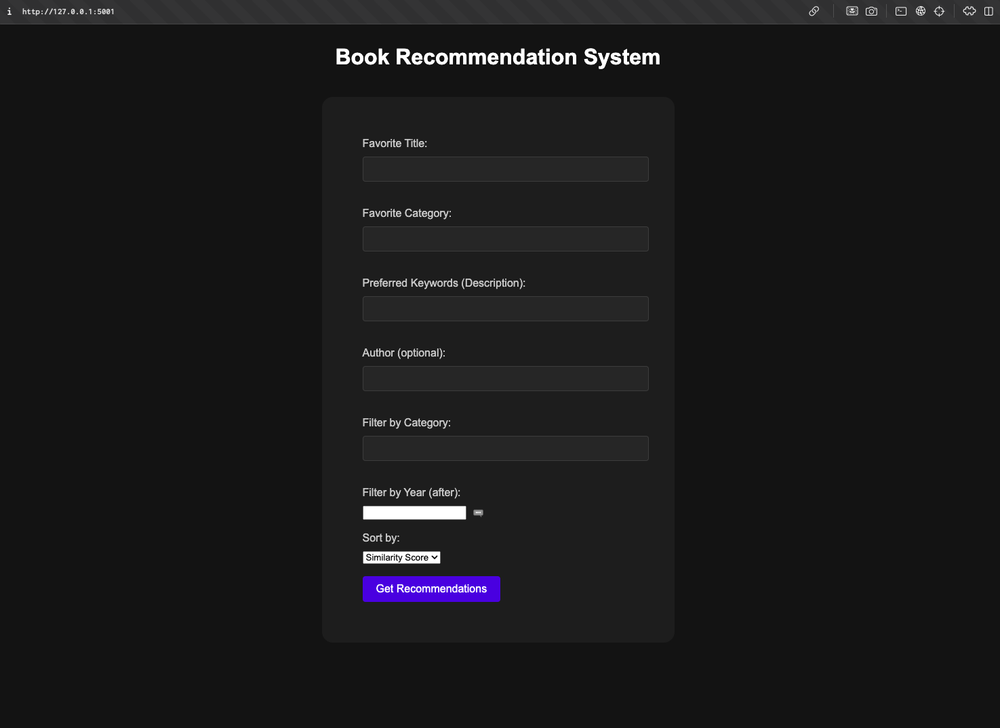 i http://127.0.0.1:5001
Book Recommendation System
Favorite Title:
Favorite Category:
Preferred Keywords (Description):
Author (optional):
Filter by Category:
Filter by Year (after):
Sort by:
Similarity Score
Get Recommendations